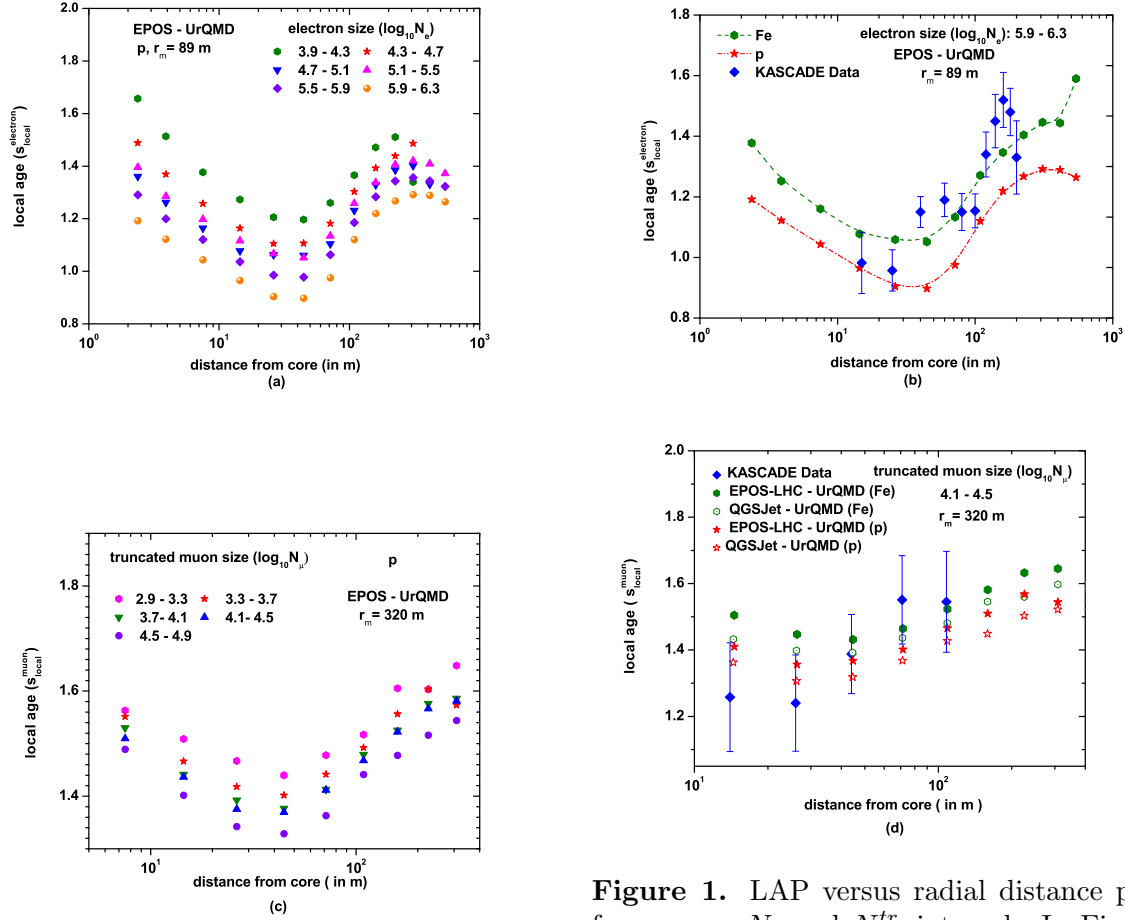 EPOS - UrQMD
p, rm= 89 m
electron size (log10Ne)
3.9 - 4.3
4.3 - 4.7
4.7 - 5.1
5.1 - 5.5
5.5 - 5.9
5.9 - 6.3
local age (s local electron)
2.0
1.8
1.6
1.4
1.2
1.0
0.8
10^0
10^1
10^2
10^3
distance from core (in m)
(a)
Fe
p
KASCADE Data
electron size (log10Ne): 5.9 - 6.3
EPOS - UrQMD
rm= 89 m
local age (s local electron)
1.8
1.6
1.4
1.2
1.0
0.8
10^0
10^1
10^2
10^3
distance from core (in m)
(b)
truncated muon size (log10Nμ)
p
2.9 - 3.3
3.3 - 3.7
3.7- 4.1
4.1- 4.5
4.5 - 4.9
EPOS - UrQMD
rm= 320 m
local age (s local muon)
1.8
1.6
1.4
10^1
10^2
distance from core ( in m)
(c)
KASCADE Data
EPOS-LHC - UrQMD (Fe)
QGSJet - UrQMD (Fe)
EPOS-LHC - UrQMD (p)
QGSJet - UrQMD (p)
truncated muon size (log10Nμ)
4.1 - 4.5
rm= 320 m
local age ( s local muon)
2.0
1.8
1.6
1.4
1.2
10^1
10^2
distance from core ( in m )
(d)
Figure 1. LAP versus radial distance p